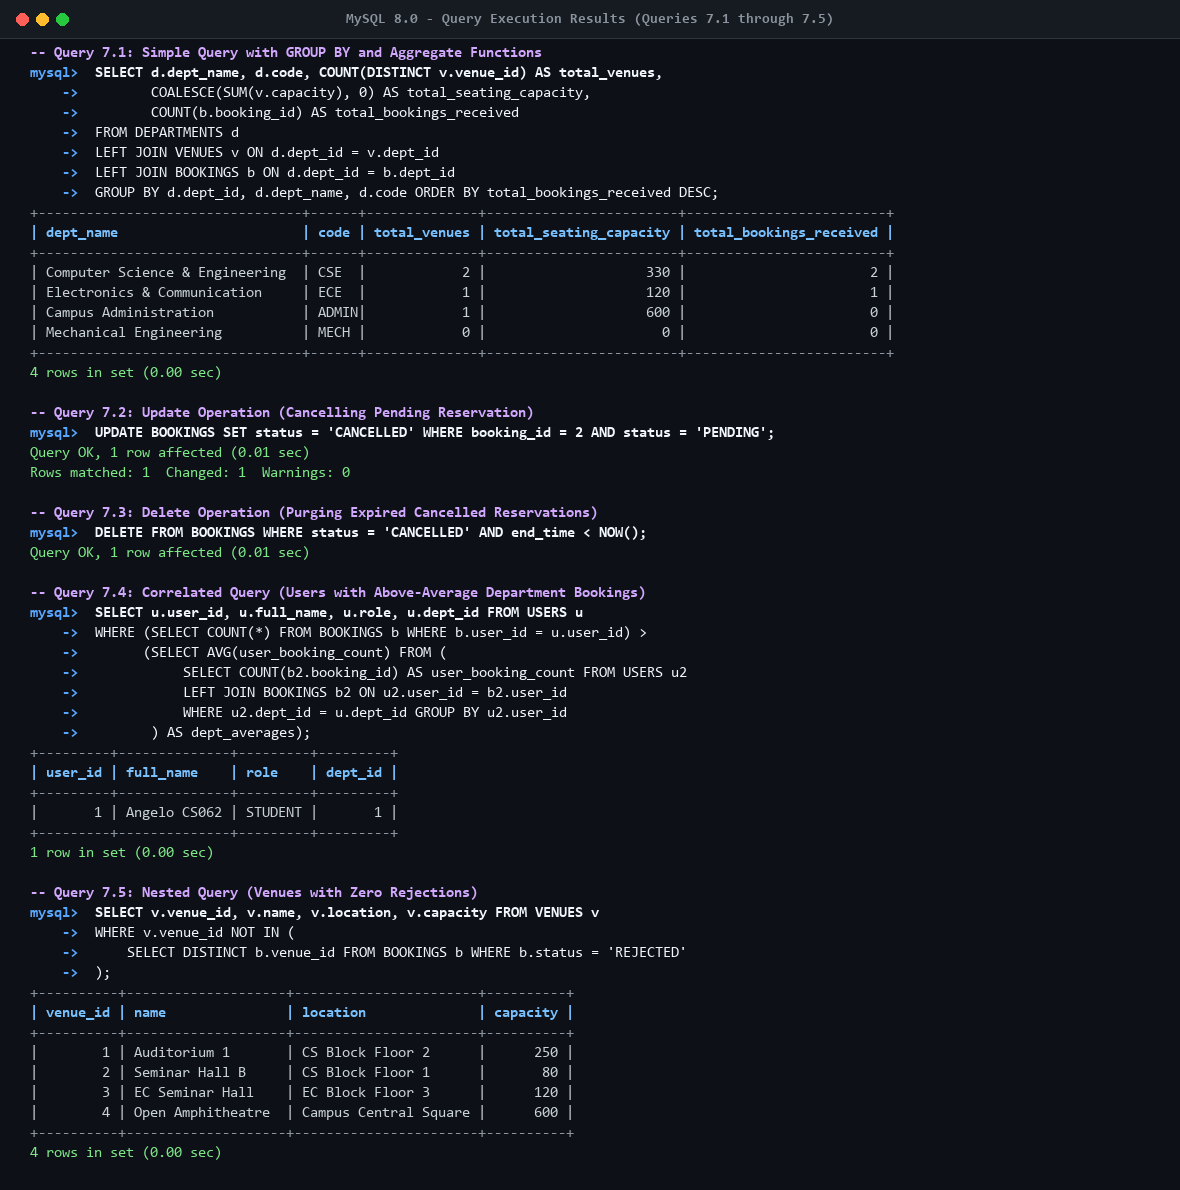 MySQL 8.0 - Query Execution Results (Queries 7.1 through 7.5)
-- Query 7.1: Simple Query with GROUP BY and Aggregate Functions
mysql>  SELECT d.dept_name, d.code, COUNT(DISTINCT v.venue_id) AS total_venues,
    ->         COALESCE(SUM(v.capacity), 0) AS total_seating_capacity,
    ->         COUNT(b.booking_id) AS total_bookings_received
    ->  FROM DEPARTMENTS d
    ->  LEFT JOIN VENUES v ON d.dept_id = v.dept_id
    ->  LEFT JOIN BOOKINGS b ON d.dept_id = b.dept_id
    ->  GROUP BY d.dept_id, d.dept_name, d.code ORDER BY total_bookings_received DESC;
+---------------------------------+------+--------------+------------------------+-------------------------+
| dept_name                       | code | total_venues | total_seating_capacity | total_bookings_received |
+---------------------------------+------+--------------+------------------------+-------------------------+
| Computer Science & Engineering  | CSE  |            2 |                    330 |                       2 |
| Electronics & Communication     | ECE  |            1 |                    120 |                       1 |
| Campus Administration           | ADMIN|            1 |                    600 |                       0 |
| Mechanical Engineering          | MECH |            0 |                      0 |                       0 |
+---------------------------------+------+--------------+------------------------+-------------------------+
4 rows in set (0.00 sec)
-- Query 7.2: Update Operation (Cancelling Pending Reservation)
mysql>  UPDATE BOOKINGS SET status = 'CANCELLED' WHERE booking_id = 2 AND status = 'PENDING';
Query OK, 1 row affected (0.01 sec)
Rows matched: 1  Changed: 1  Warnings: 0
-- Query 7.3: Delete Operation (Purging Expired Cancelled Reservations)
mysql>  DELETE FROM BOOKINGS WHERE status = 'CANCELLED' AND end_time < NOW();
Query OK, 1 row affected (0.01 sec)
-- Query 7.4: Correlated Query (Users with Above-Average Department Bookings)
mysql>  SELECT u.user_id, u.full_name, u.role, u.dept_id FROM USERS u
    ->  WHERE (SELECT COUNT(*) FROM BOOKINGS b WHERE b.user_id = u.user_id) >
    ->        (SELECT AVG(user_booking_count) FROM (
    ->             SELECT COUNT(b2.booking_id) AS user_booking_count FROM USERS u2
    ->             LEFT JOIN BOOKINGS b2 ON u2.user_id = b2.user_id
    ->             WHERE u2.dept_id = u.dept_id GROUP BY u2.user_id
    ->         ) AS dept_averages);
+---------+--------------+---------+---------+
| user_id | full_name    | role    | dept_id |
+---------+--------------+---------+---------+
|       1 | Angelo CS062 | STUDENT |       1 |
+---------+--------------+---------+---------+
1 row in set (0.00 sec)
-- Query 7.5: Nested Query (Venues with Zero Rejections)
mysql>  SELECT v.venue_id, v.name, v.location, v.capacity FROM VENUES v
    ->  WHERE v.venue_id NOT IN (
    ->      SELECT DISTINCT b.venue_id FROM BOOKINGS b WHERE b.status = 'REJECTED'
    ->  );
+----------+--------------------+-----------------------+----------+
| venue_id | name               | location              | capacity |
+----------+--------------------+-----------------------+----------+
|        1 | Auditorium 1       | CS Block Floor 2      |      250 |
|        2 | Seminar Hall B     | CS Block Floor 1      |       80 |
|        3 | EC Seminar Hall    | EC Block Floor 3      |      120 |
|        4 | Open Amphitheatre  | Campus Central Square |      600 |
+----------+--------------------+-----------------------+----------+
4 rows in set (0.00 sec)